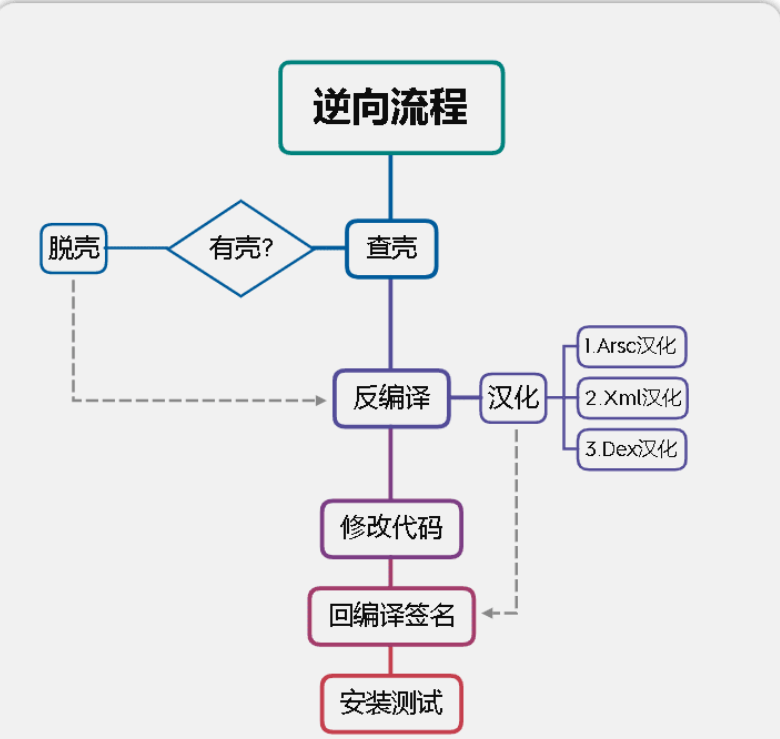 逆向流程
脱壳
有壳?
查壳
反编译
汉化
1.Arsc汉化
2.Xml汉化
3.Dex汉化
修改代码
回编译签名
安装测试